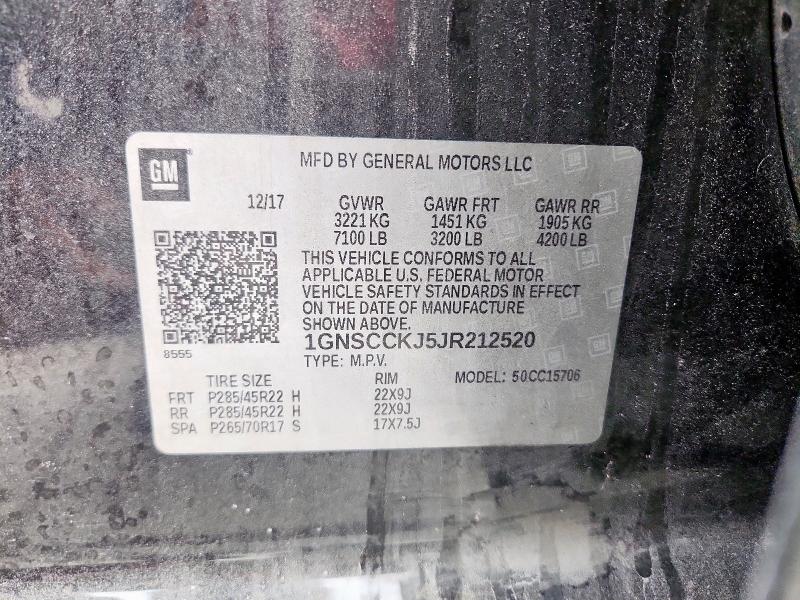 GM
MFD BY GENERAL MOTORS LLC
12/17 GVWR GAWR FRT GAWR RR
3221 KG 1451 KG 1905 KG
7100 LB 3200 LB 4200 LB
THIS VEHICLE CONFORMS TO ALL
APPLICABLE U.S. FEDERAL MOTOR
VEHICLE SAFETY STANDARDS IN EFFECT
ON THE DATE OF MANUFACTURE
SHOWN ABOVE.
8555
1GNSCCKJ5JR212520
TYPE: M.P.V.
TIRE SIZE RIM MODEL: 50CC15706
FRT P285/45R22 H 22X9J
RR P285/45R22 H 22X9J
SPA P265/70R17 S 17X7.5J